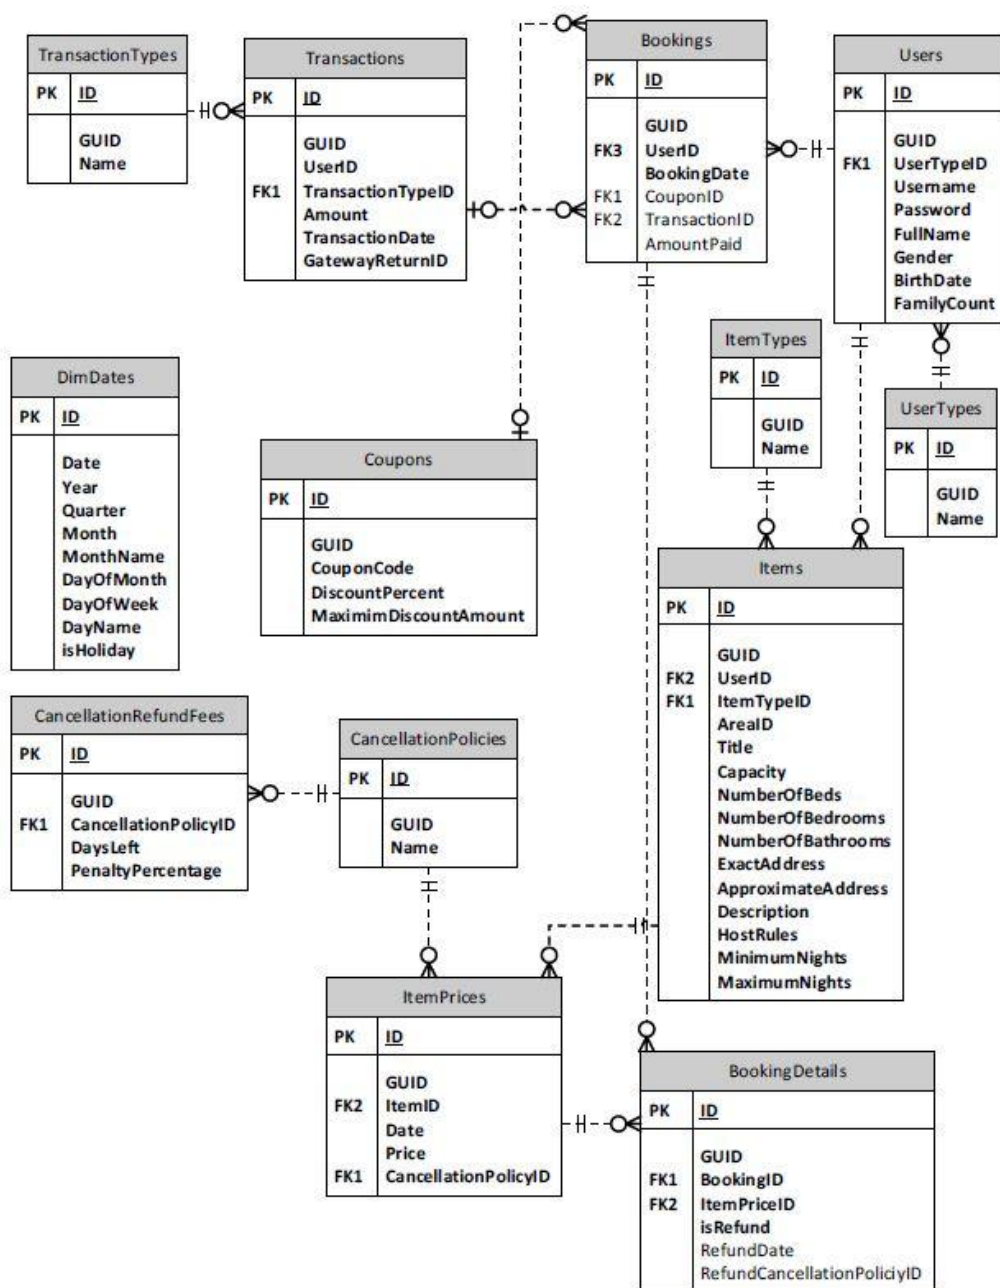 TransactionTypes
PK ID
GUID
Name
Transactions
PK ID
GUID
UserID
FK1 TransactionTypeID
Amount
TransactionDate
GatewayReturnID
Bookings
PK ID
GUID
FK3 UserID
BookingDate
FK1 CouponID
FK2 TransactionID
AmountPaid
Users
PK ID
GUID
FK1 UserTypeID
Username
Password
FullName
Gender
BirthDate
FamilyCount
DimDates
PK ID
Date
Year
Quarter
Month
MonthName
DayOfMonth
DayOfWeek
DayName
isHoliday
Coupons
PK ID
GUID
CouponCode
DiscountPercent
MaximimDiscountAmount
ItemTypes
PK ID
GUID
Name
UserTypes
PK ID
GUID
Name
Items
PK ID
GUID
FK2 UserID
FK1 ItemTypeID
AreaID
Title
Capacity
NumberOfBeds
NumberOfBedrooms
NumberOfBathrooms
ExactAddress
ApproximateAddress
Description
HostRules
MinimumNights
MaximumNights
CancellationRefundFees
PK ID
GUID
FK1 CancellationPolicyID
DaysLeft
PenaltyPercentage
CancellationPolicies
PK ID
GUID
Name
ItemPrices
PK ID
GUID
FK2 ItemID
Date
Price
FK1 CancellationPolicyID
BookingDetails
PK ID
GUID
FK1 BookingID
FK2 ItemPriceID
isRefund
RefundDate
RefundCancellationPoliciyID